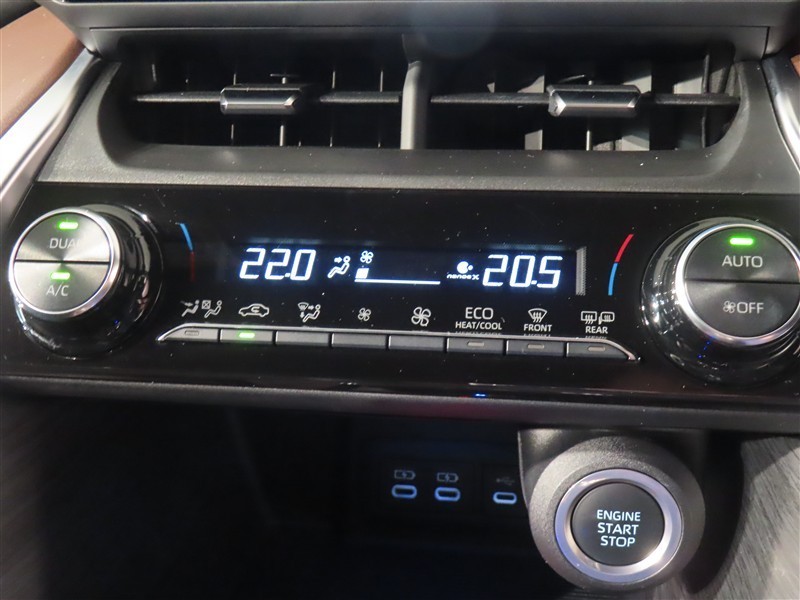 DUAL
A/C
22.0
nanoe X
20.5
AUTO
OFF
ECO
HEAT/COOL
FRONT
REAR
ENGINE
START
STOP